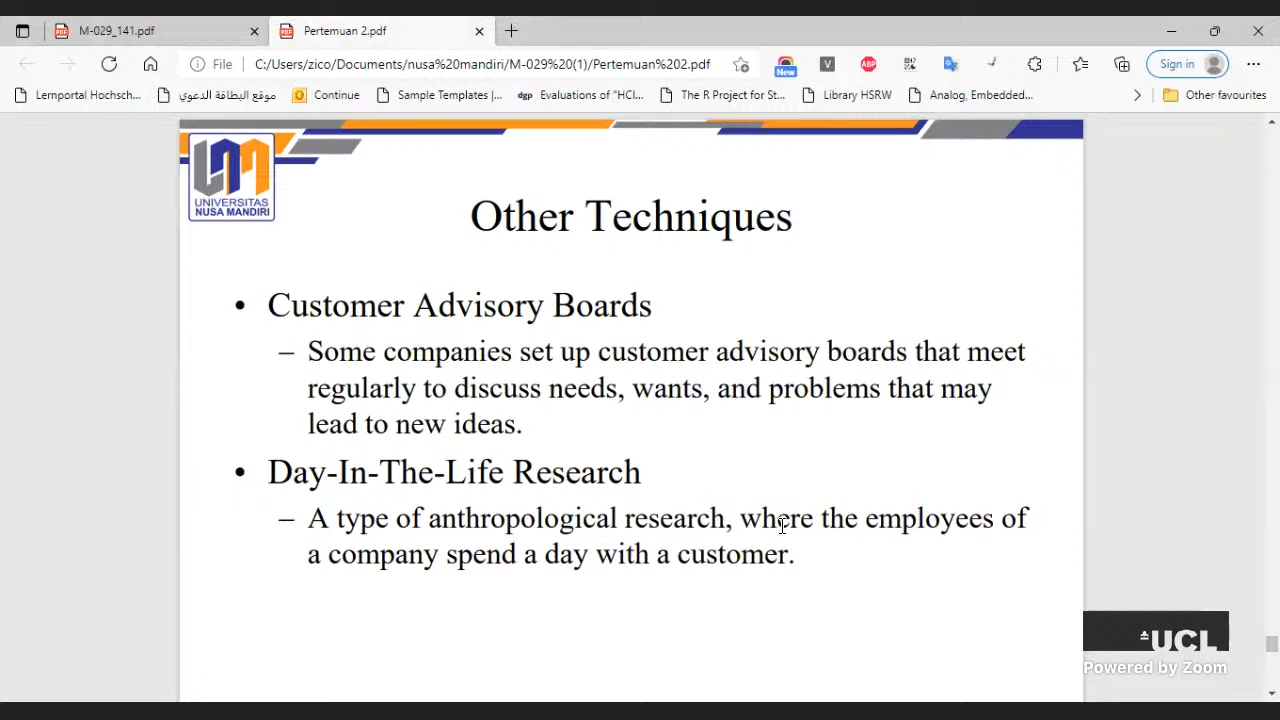 M-029_141.pdf
Pertemuan 2.pdf
File
C:/Users/zico/Documents/nusa%20mandiri/M-029%20(1)/Pertemuan%202.pdf
New
V
ABP
Sign in
Lernportal Hochsch...
موقع البطاقة الدعوي
Continue
Sample Templates |...
dgp
Evaluations of "HCI...
The R Project for St...
Library HSRW
Analog, Embedded...
Other favourites
UNIVERSITAS
NUSA MANDIRI
Other Techniques
• Customer Advisory Boards
– Some companies set up customer advisory boards that meet
regularly to discuss needs, wants, and problems that may
lead to new ideas.
• Day-In-The-Life Research
– A type of anthropological research, where the employees of
a company spend a day with a customer.
UCL
Powered by Zoom